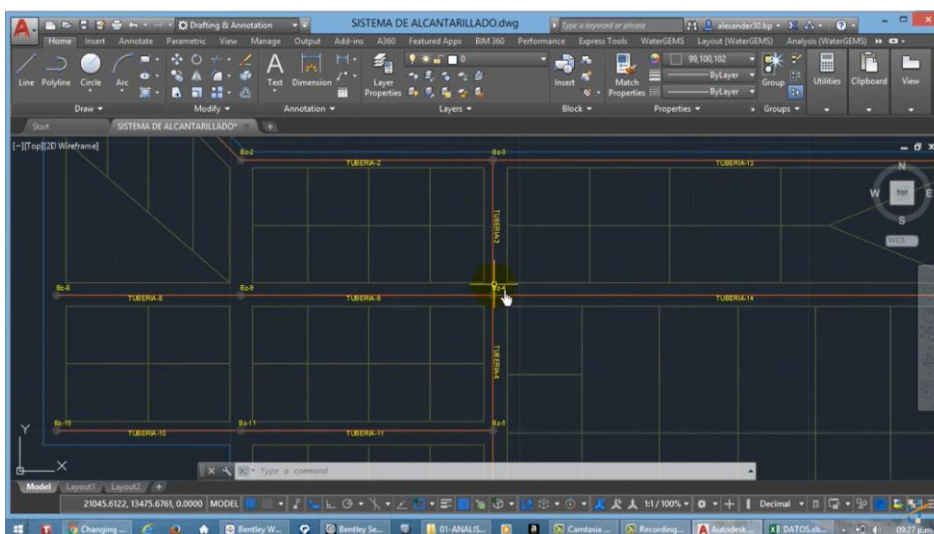 Drafting & Annotation
SISTEMA DE ALCANTARILLADO.dwg
Type a keyword or phrase
alexander30.bp
Home Insert Annotate Parametric View Manage Output Add-ins A360 Featured Apps BIM 360 Performance Express Tools WaterGEMS Layout (WaterGEMS) Analysis (WaterGEMS)
Line Polyline Circle Arc
Text Dimension
Layer Properties
0
Insert
Match Properties
99,100,102
ByLayer
ByLayer
Group
Utilities Clipboard View
Draw Modify Annotation Layers Block Properties Groups
Start SISTEMA DE ALCANTARILLADO*
[-][Top][2D Wireframe]
N
W TOP E
S
WCS
Bz-2 Bz-3
TUBERIA-2 TUBERIA-13
TUBERIA-3
Bz-8 Bz-9
TUBERIA-8 TUBERIA-9 TUBERIA-14
Bz-10 Bz-11 Bz-5
TUBERIA-10 TUBERIA-11
Y
X
Type a command
Model Layout1 Layout2 +
21045.6122, 13475.6761, 0.0000 MODEL
1:1 / 100%
Decimal
Changing ...
Bentley W...
Bentley Se...
01-ANALIS...
Camtasia ...
Recording...
Autodesk ...
DATOS.xls...
09:27 p.m.